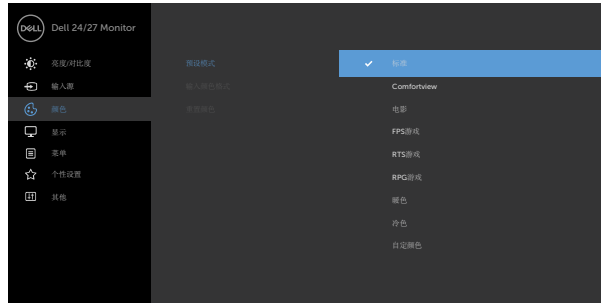 DELL
Dell 24/27 Monitor
亮度/对比度
输入源
颜色
显示
菜单
个性设置
其他
预设模式
输入颜色格式
重置颜色
标准
Comfortview
电影
FPS游戏
RTS游戏
RPG游戏
暖色
冷色
自定颜色